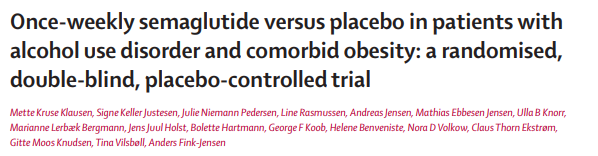 Once-weekly semaglutide versus placebo in patients with
alcohol use disorder and comorbid obesity: a randomised,
double-blind, placebo-controlled trial
Mette Kruse Klausen, Signe Keller Justesen, Julie Niemann Pedersen, Line Rasmussen, Andreas Jensen, Mathias Ebbesen Jensen, Ulla B Knorr,
Marianne Lerbæk Bergmann, Jens Juul Holst, Bolette Hartmann, George F Koob, Helene Benveniste, Nora D Volkow, Claus Thorn Ekstrøm,
Gitte Moos Knudsen, Tina Vilsbøll, Anders Fink-Jensen